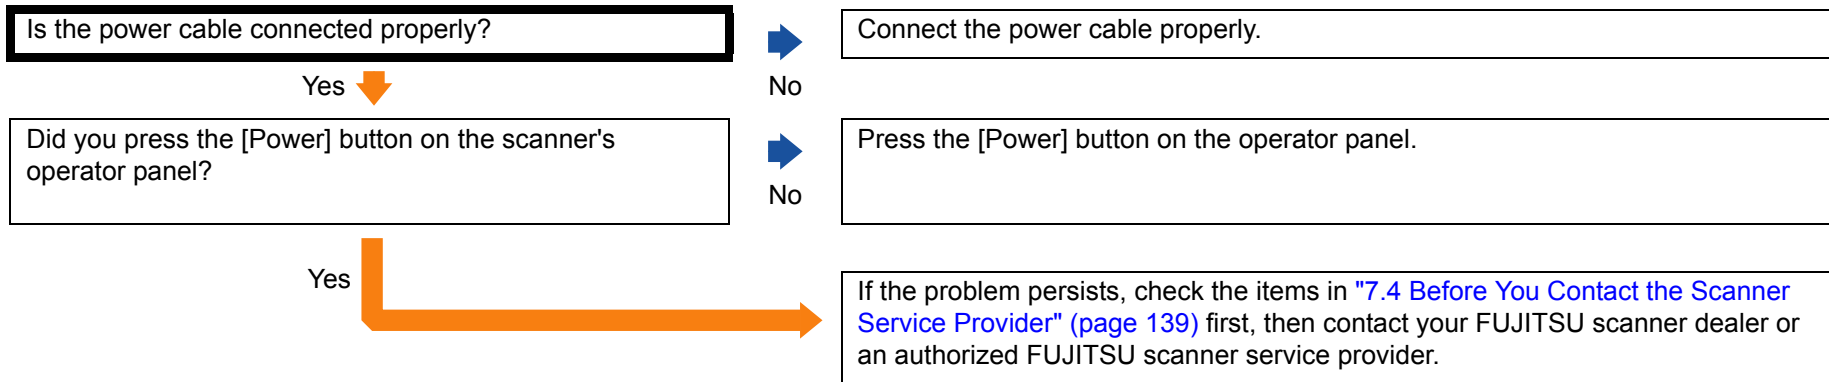 Is the power cable connected properly?
Connect the power cable properly.
Yes
No
Did you press the [Power] button on the scanner's
operator panel?
Press the [Power] button on the operator panel.
No
Yes
If the problem persists, check the items in "7.4 Before You Contact the Scanner
Service Provider" (page 139) first, then contact your FUJITSU scanner dealer or
an authorized FUJITSU scanner service provider.